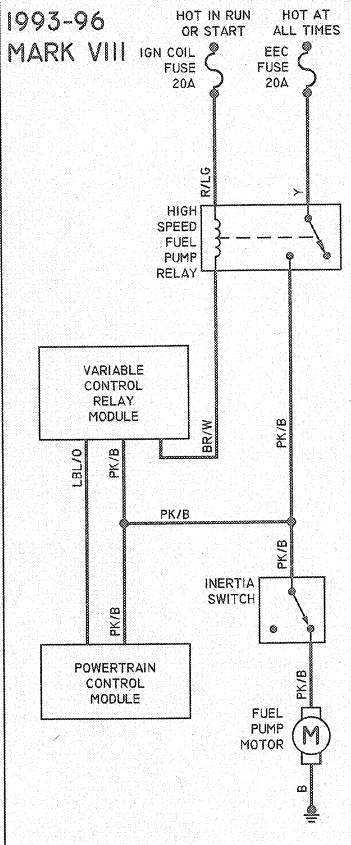 1993-96
MARK VIII
HOT IN RUN
OR START
HOT AT
ALL TIMES
IGN COIL
FUSE
20A
EEC
FUSE
20A
R/LG
Y
HIGH
SPEED
FUEL
PUMP
RELAY
VARIABLE
CONTROL
RELAY
MODULE
BR/W
PK/B
LBL/O
PK/B
PK/B
PK/B
INERTIA
SWITCH
PK/B
POWERTRAIN
CONTROL
MODULE
PK/B
FUEL
PUMP
MOTOR
M
B